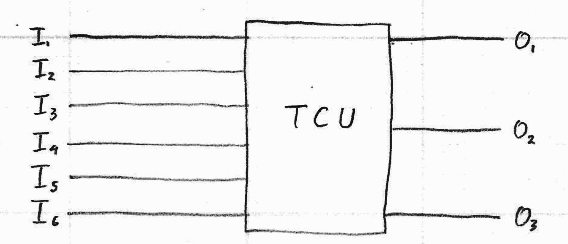 I₁ O₁
I₂
I₃ TCU
I₄ O₂
I₅
I₆ O₃